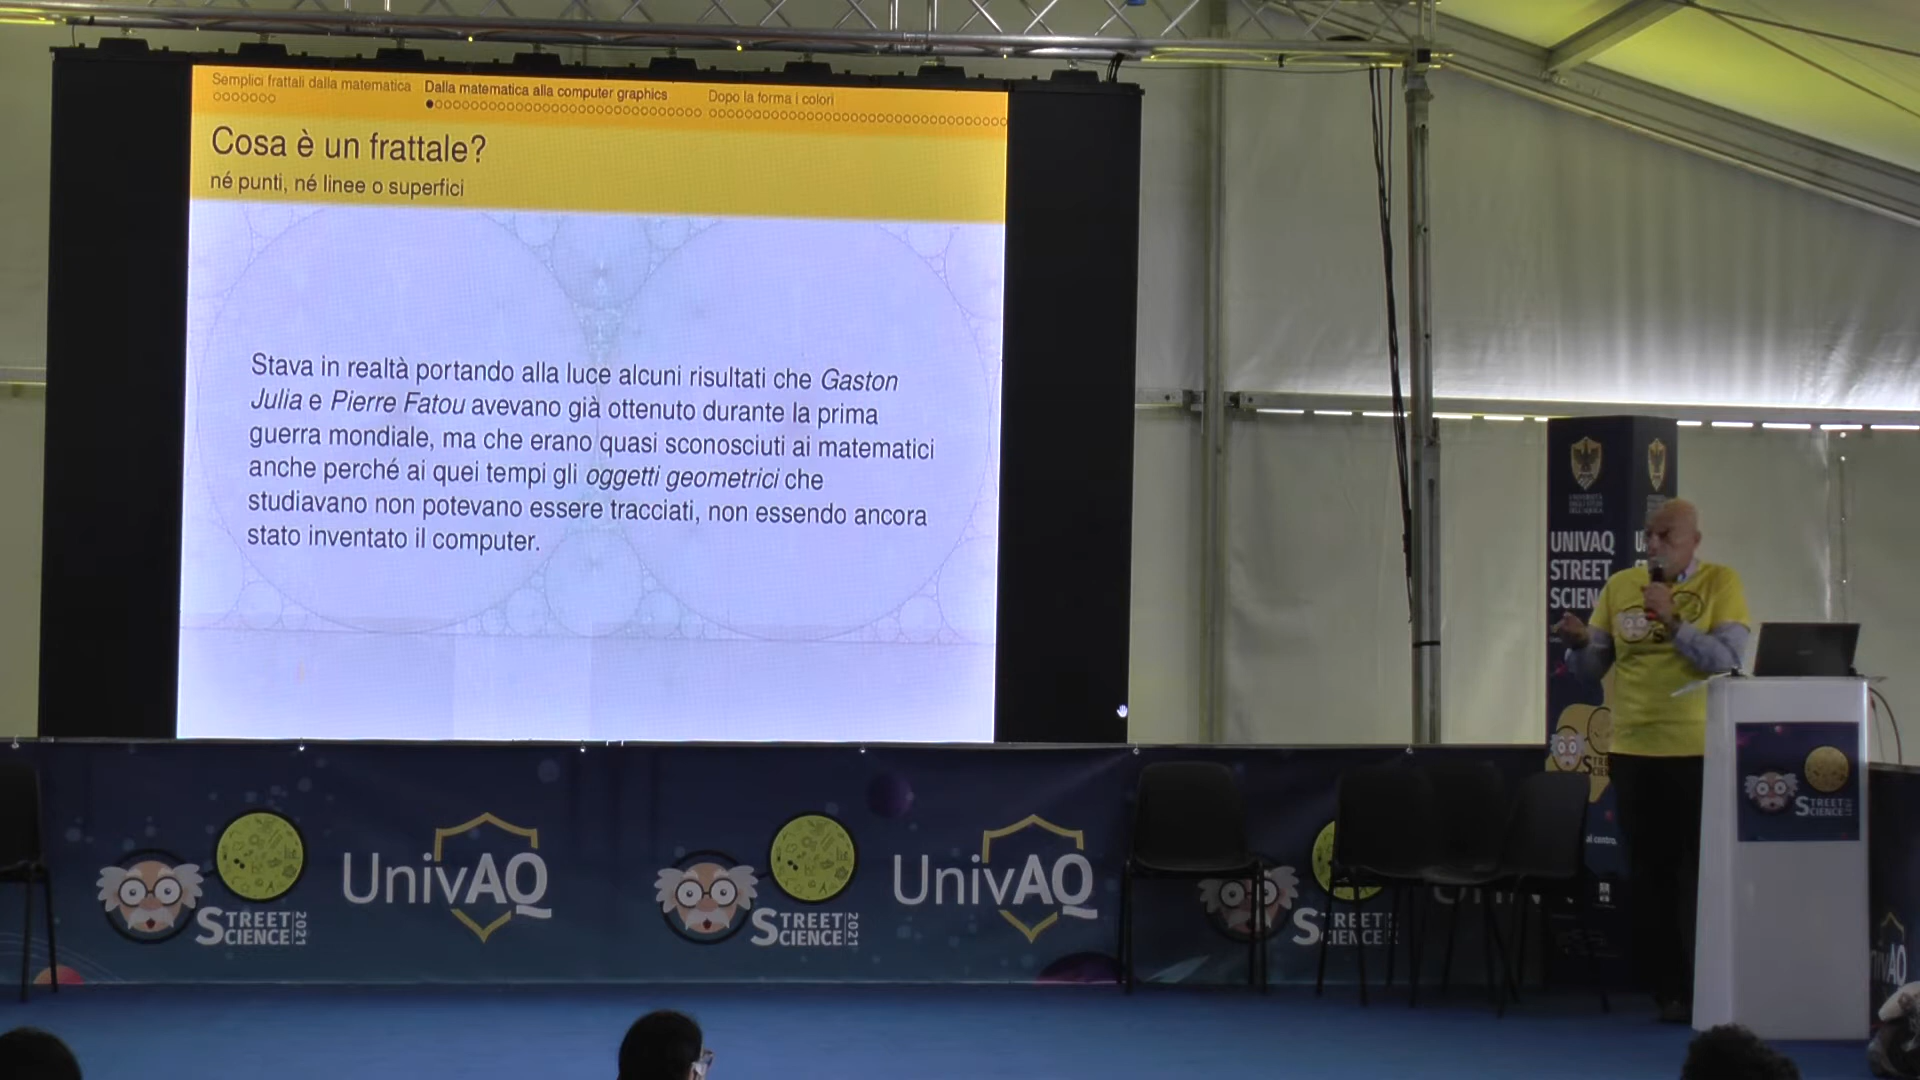 Semplici frattali dalla matematica
Dalla matematica alla computer graphics
Dopo la forma i colori
Cosa è un frattale?
né punti, né linee o superfici
Stava in realtà portando alla luce alcuni risultati che Gaston
Julia e Pierre Fatou avevano già ottenuto durante la prima
guerra mondiale, ma che erano quasi sconosciuti ai matematici
anche perché ai quei tempi gli oggetti geometrici che
studiavano non potevano essere tracciati, non essendo ancora
stato inventato il computer.
UNIVAQ
STREET
SCIEN
STREET
SCIENCE
2021
UnivAQ
STREET
SCIENCE
2021
UnivAQ
STREET
SCIENCE
STREET
SCIENCE
nivAQ